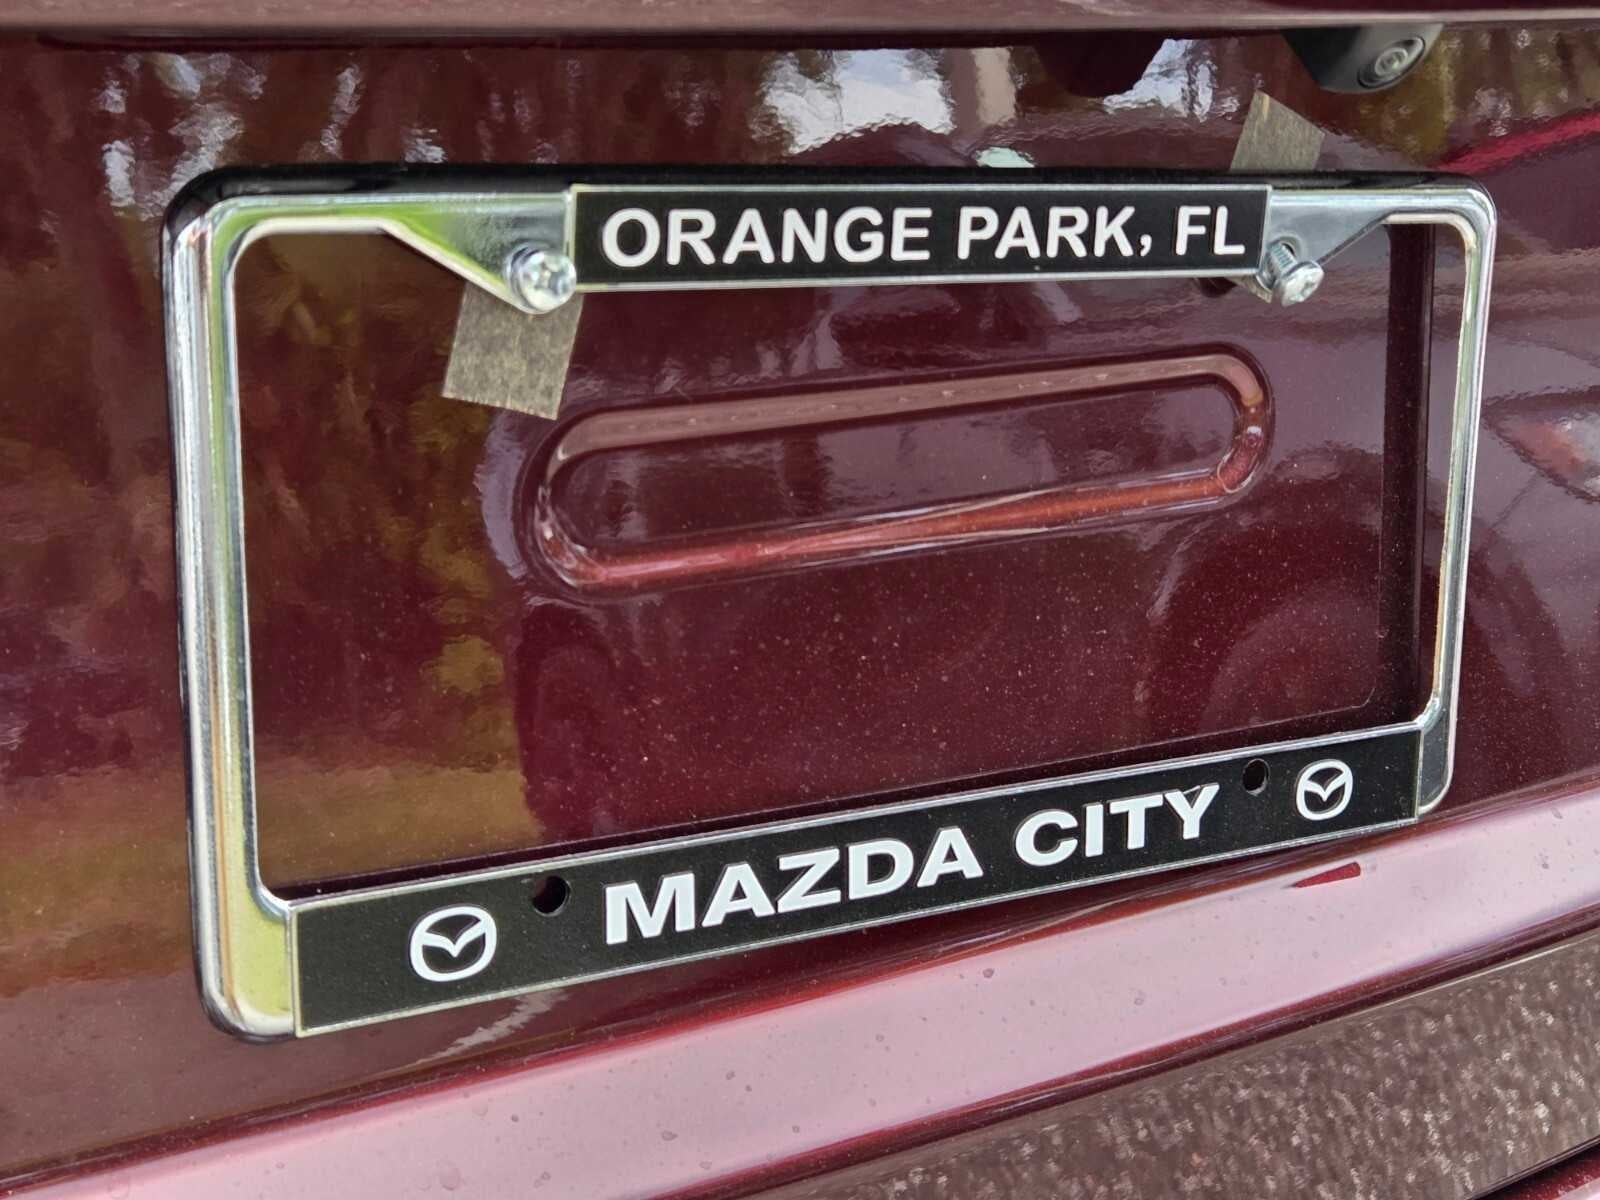 ORANGE PARK, FL
MAZDA CITY